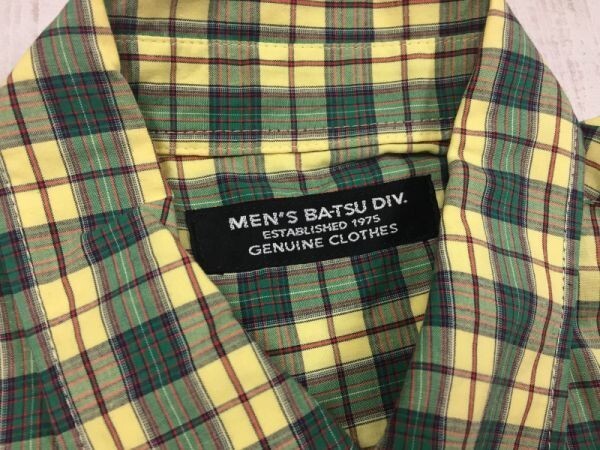 MEN'S BA-TSU DIV.
ESTABLISHED 1975
GENUINE CLOTHES